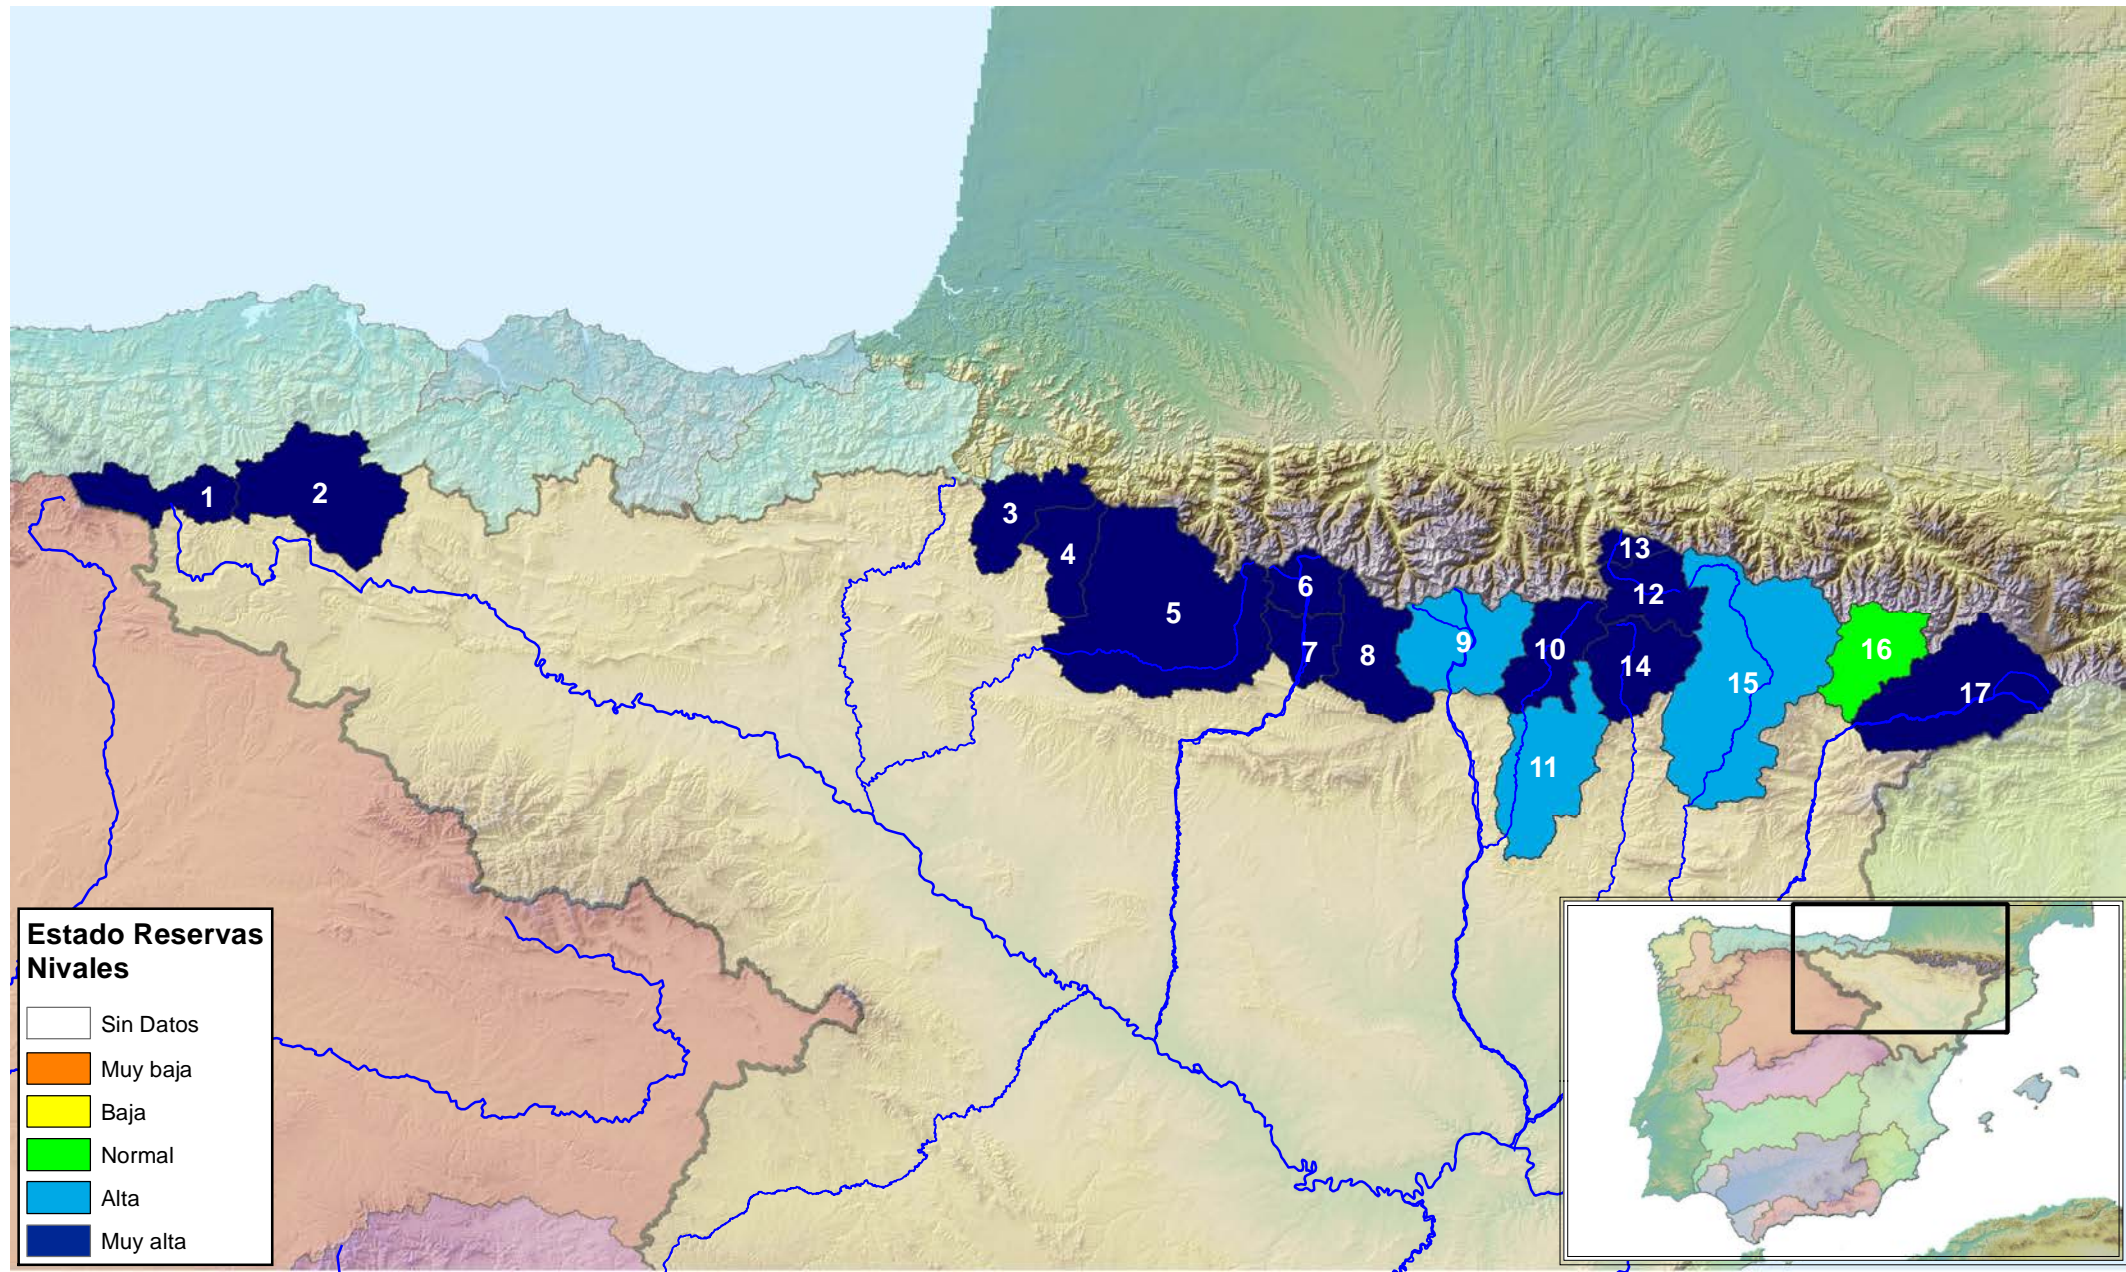 1
2
3
4
5
6
7
8
9
10
11
12
13
14
15
16
17
Estado Reservas
Nivales
Sin Datos
Muy baja
Baja
Normal
Alta
Muy alta